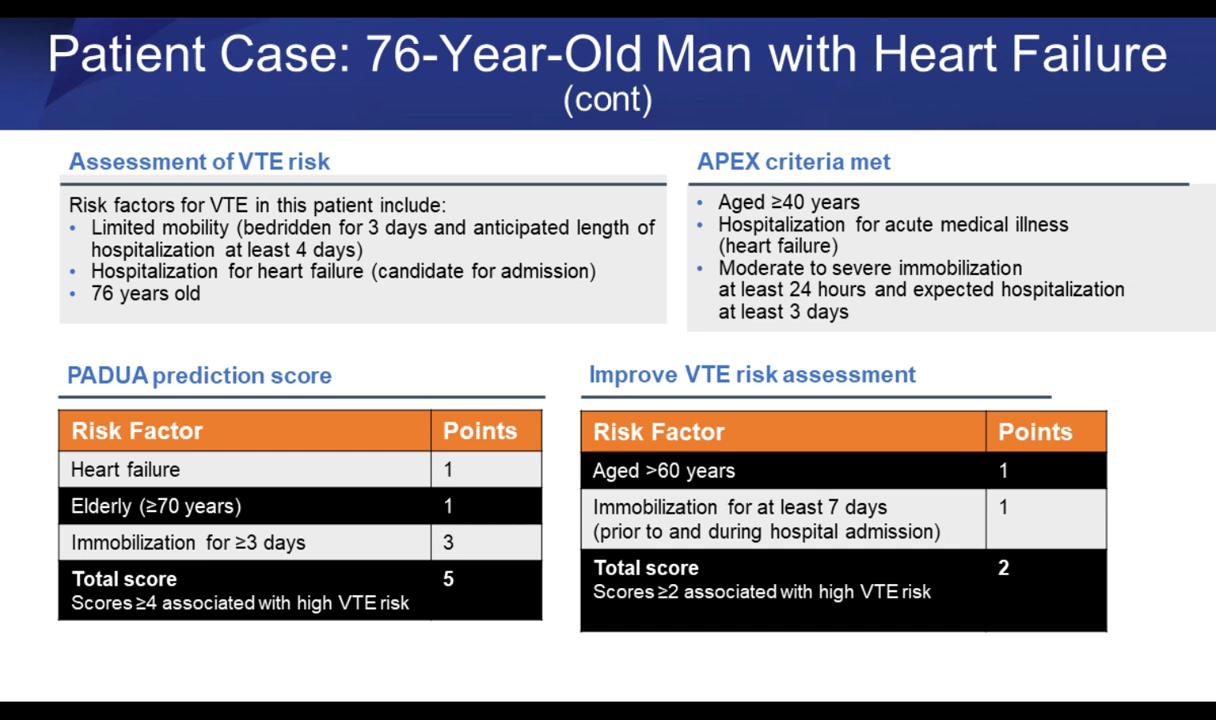 Patient Case: 76-Year-Old Man with Heart Failure
(cont)
Assessment of VTE risk
Risk factors for VTE in this patient include:
• Limited mobility (bedridden for 3 days and anticipated length of
hospitalization at least 4 days)
• Hospitalization for heart failure (candidate for admission)
• 76 years old
APEX criteria met
• Aged ≥40 years
• Hospitalization for acute medical illness
(heart failure)
• Moderate to severe immobilization
at least 24 hours and expected hospitalization
at least 3 days
PADUA prediction score
Risk Factor Points
Heart failure 1
Elderly (≥70 years) 1
Immobilization for ≥3 days 3
Total score 5
Scores ≥4 associated with high VTE risk
Improve VTE risk assessment
Risk Factor Points
Aged >60 years 1
Immobilization for at least 7 days 1
(prior to and during hospital admission)
Total score 2
Scores ≥2 associated with high VTE risk